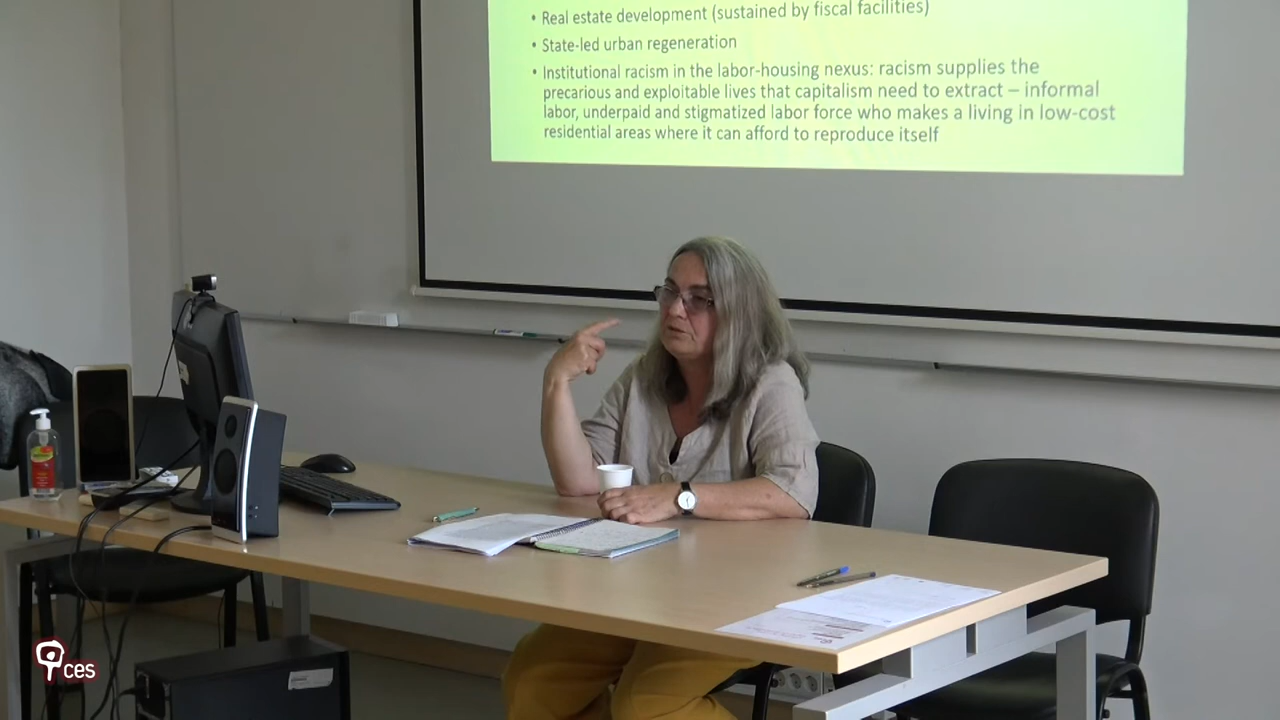 • Real estate development (sustained by fiscal facilities)
• State-led urban regeneration
• Institutional racism in the labor-housing nexus: racism supplies the
precarious and exploitable lives that capitalism need to extract – informal
labor, underpaid and stigmatized labor force who makes a living in low-cost
residential areas where it can afford to reproduce itself
ces